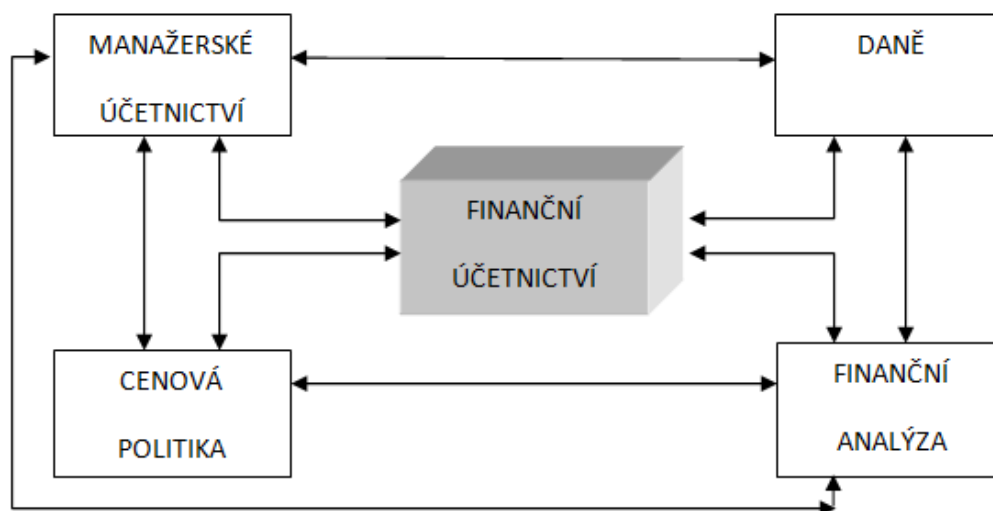 MANAŽERSKÉ
ÚČETNICTVÍ
DANĚ
FINANČNÍ
ÚČETNICTVÍ
CENOVÁ
POLITIKA
FINANČNÍ
ANALÝZA